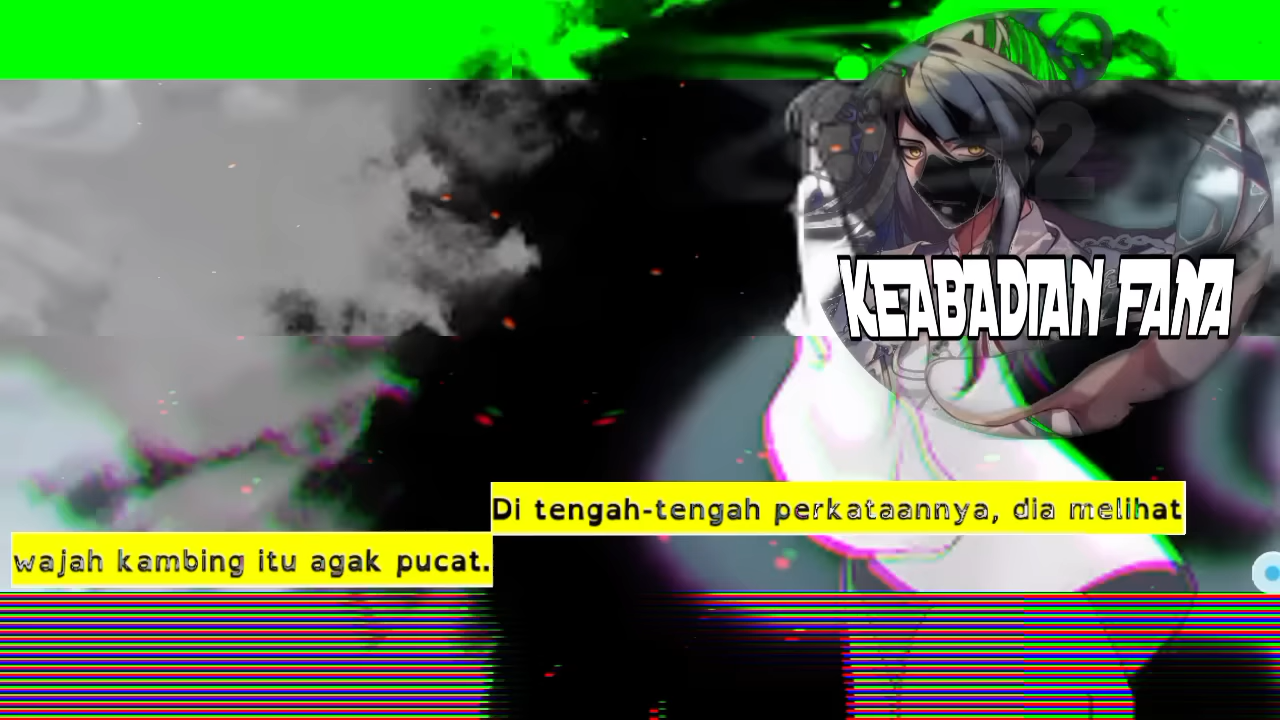 KEABADIAN FANA
Di tengah-tengah perkataannya, dia melihat
wajah kambing itu agak pucat.